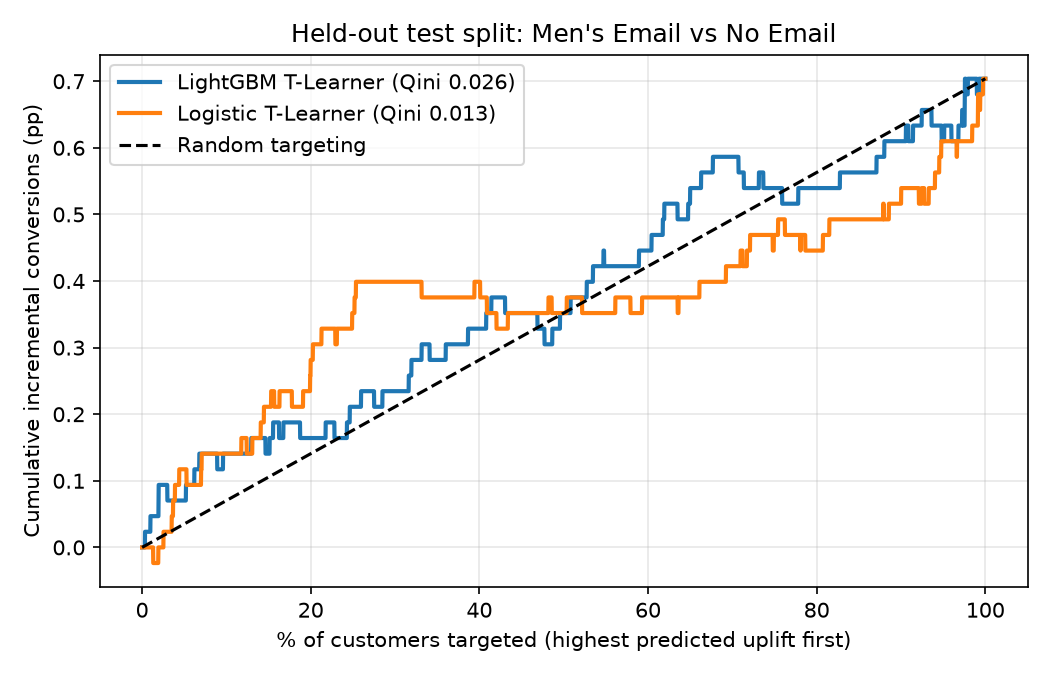 Held-out test split: Men's Email vs No Email
LightGBM T-Learner (Qini 0.026)
Logistic T-Learner (Qini 0.013)
Random targeting
Cumulative incremental conversions (pp)
0.7
0.6
0.5
0.4
0.3
0.2
0.1
0.0
0 20 40 60 80 100
% of customers targeted (highest predicted uplift first)